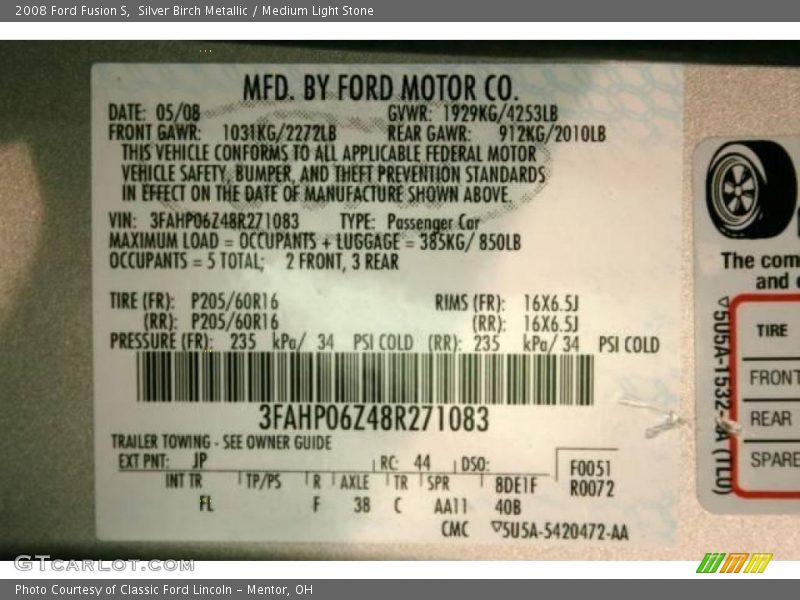 2008 Ford Fusion S,  Silver Birch Metallic / Medium Light Stone
MFD. BY FORD MOTOR CO.
DATE: 05/08 GVWR: 1929KG/4253LB
FRONT GAWR: 1031KG/2272LB REAR GAWR: 912KG/2010LB
THIS VEHICLE CONFORMS TO ALL APPLICABLE FEDERAL MOTOR
VEHICLE SAFETY, BUMPER, AND THEFT PREVENTION STANDARDS
IN EFFECT ON THE DATE OF MANUFACTURE SHOWN ABOVE.
VIN: 3FAHP06Z48R271083 TYPE: Passenger Car
MAXIMUM LOAD = OCCUPANTS + LUGGAGE = 385KG/ 850LB
OCCUPANTS = 5 TOTAL; 2 FRONT, 3 REAR
TIRE (FR): P205/60R16 RIMS (FR): 16X6.5J
(RR): P205/60R16 (RR): 16X6.5J
PRESSURE (FR): 235 kPa/ 34 PSI COLD (RR): 235 kPa/ 34 PSI COLD
3FAHP06Z48R271083
TRAILER TOWING - SEE OWNER GUIDE
EXT PNT: JP RC: 44 DSO: F0051
INT TR TP/PS R AXLE TR SPR 8DE1F R0072
FL F 38 C AA11 40B
CMC ▽5U5A-5420472-AA
The com
and
TIRE
FRONT
REAR
SPARE
GTCARLOT.COM
Photo Courtesy of Classic Ford Lincoln - Mentor, OH